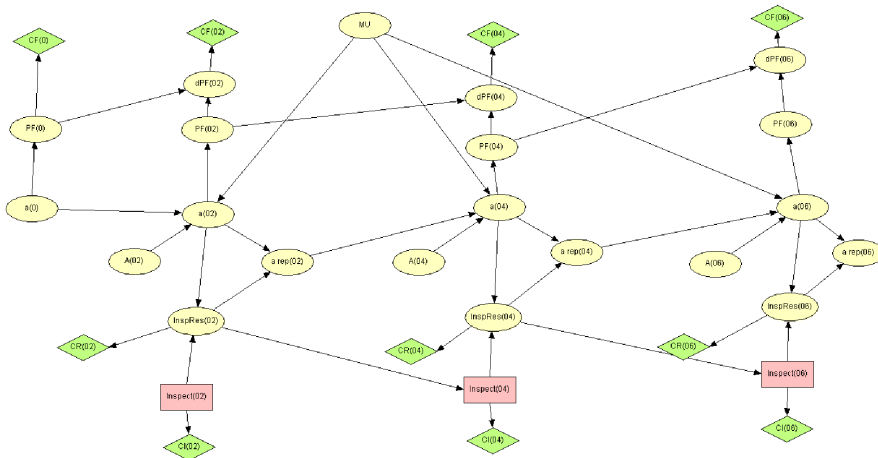 CF(0)
CF(02)
MU
CF(04)
CF(06)
dPF(02)
dPF(04)
dPF(06)
PF(0)
PF(02)
PF(04)
PF(06)
a(0)
a(02)
a(04)
a(06)
A(02)
a rep(02)
A(04)
a rep(04)
A(06)
a rep(06)
InspRes(02)
InspRes(04)
InspRes(06)
CR(02)
CR(04)
CR(06)
Inspect(02)
Inspect(04)
Inspect(06)
CI(02)
CI(04)
CI(06)